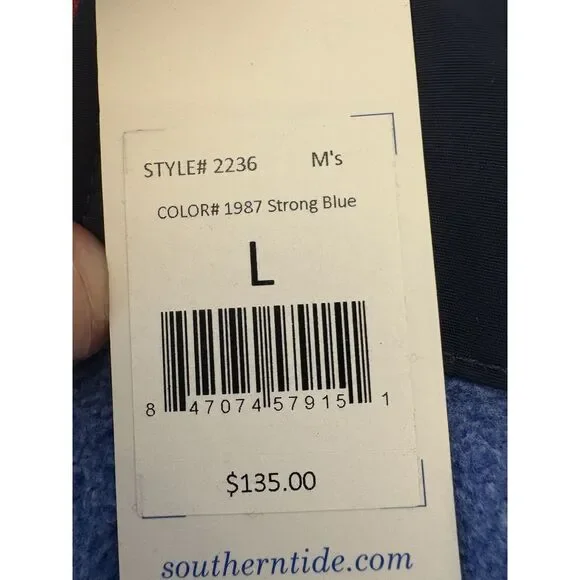 STYLE# 2236 M's
COLOR# 1987 Strong Blue
L
8 47074 57915 1
$135.00
southerntide.com